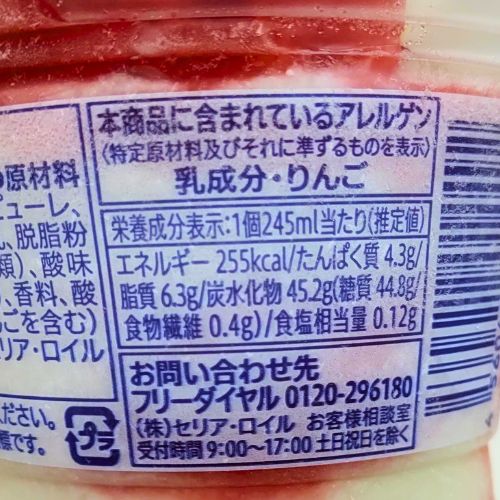 本商品に含まれているアレルゲン
(特定原材料及びそれに準ずるものを表示)
乳成分・りんご
原材料
ピューレ、
脱脂粉
類)、酸味
、香料、酸
ごを含む)
セリア・ロイル
栄養成分表示:1個245ml当たり(推定値)
エネルギー 255kcal/たんぱく質 4.3g/
脂質 6.3g/炭水化物 45.2g(糖質 44.8g/
食物繊維 0.4g)/食塩相当量 0.12g
お問い合わせ先
フリーダイヤル 0120-296180
(株)セリア・ロイル お客様相談室
受付時間 9:00~17:00 土日祝日を除く
ください。
際です。
プラ